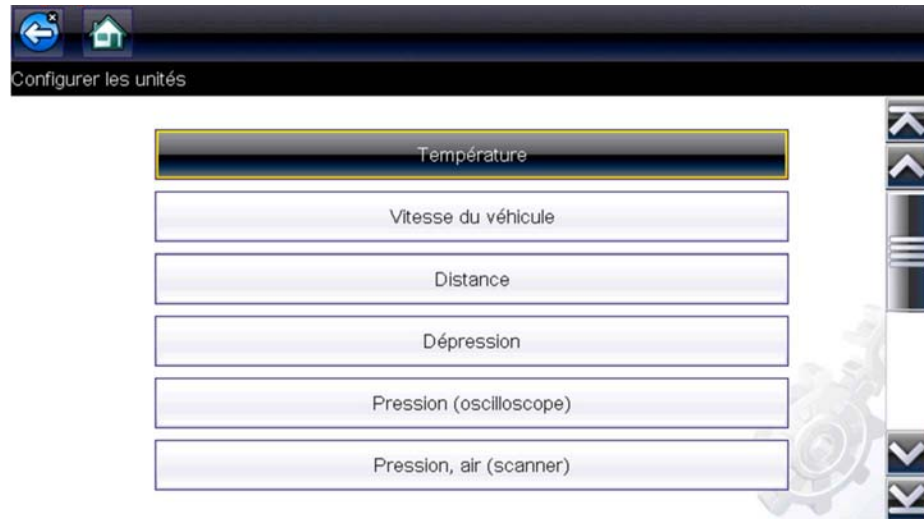 Configurer les unités
Température
Vitesse du véhicule
Distance
Dépression
Pression (oscilloscope)
Pression, air (scanner)